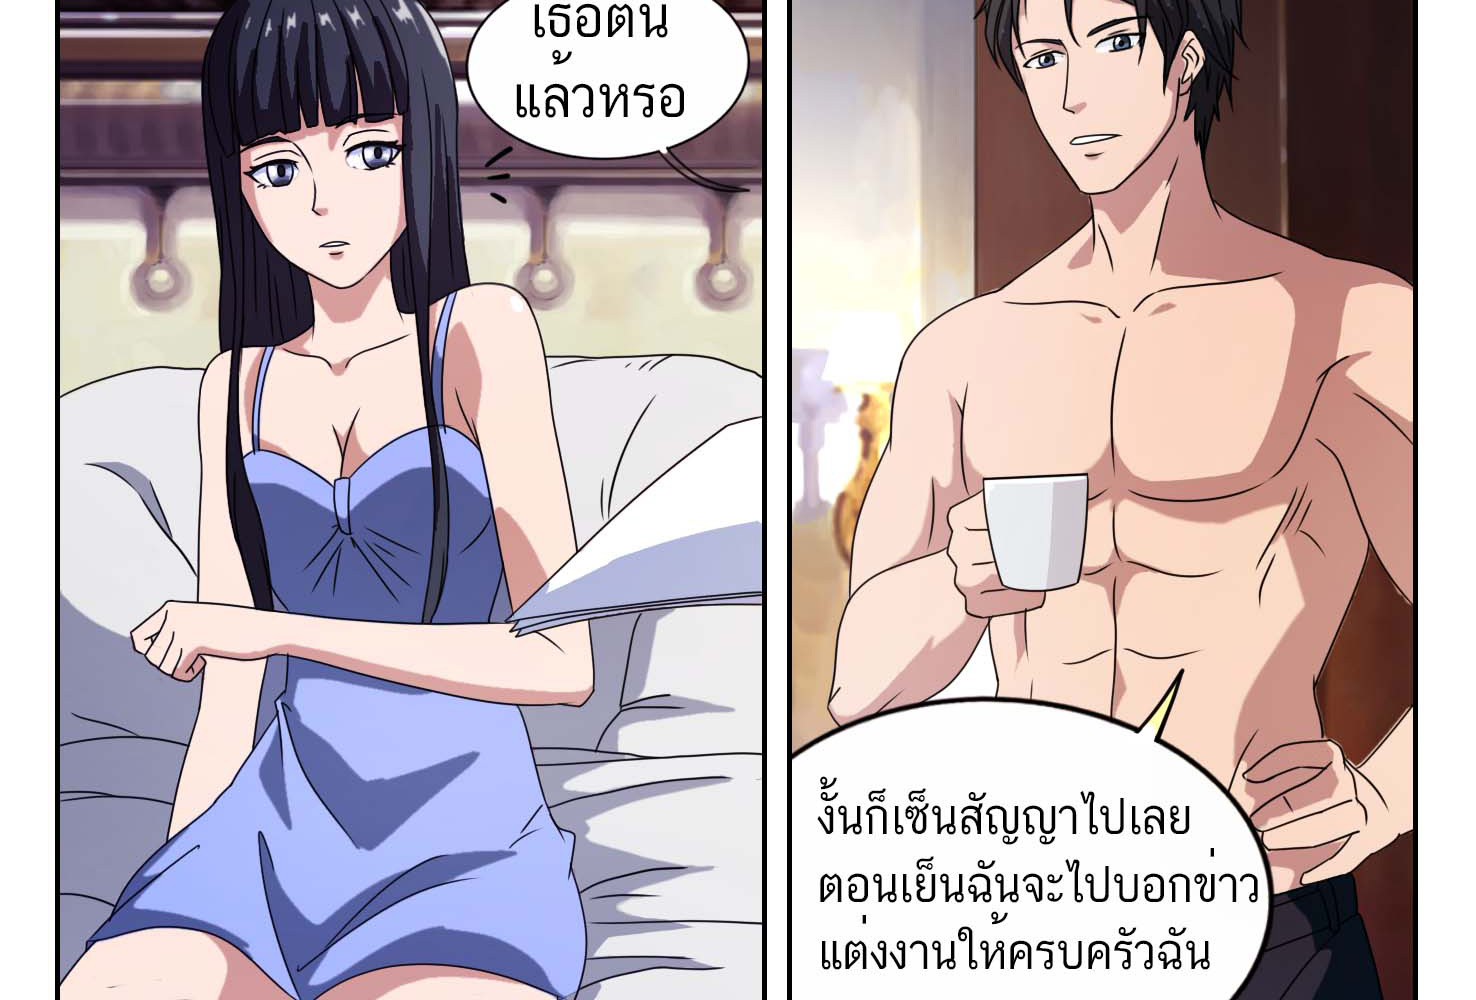 เธอตื่น
แล้วหรอ
งั้นก็เซ็นสัญญาไปเลย
ตอนเย็นฉันจะไปบอกข่าว
แต่งงานให้ครบครัวฉัน